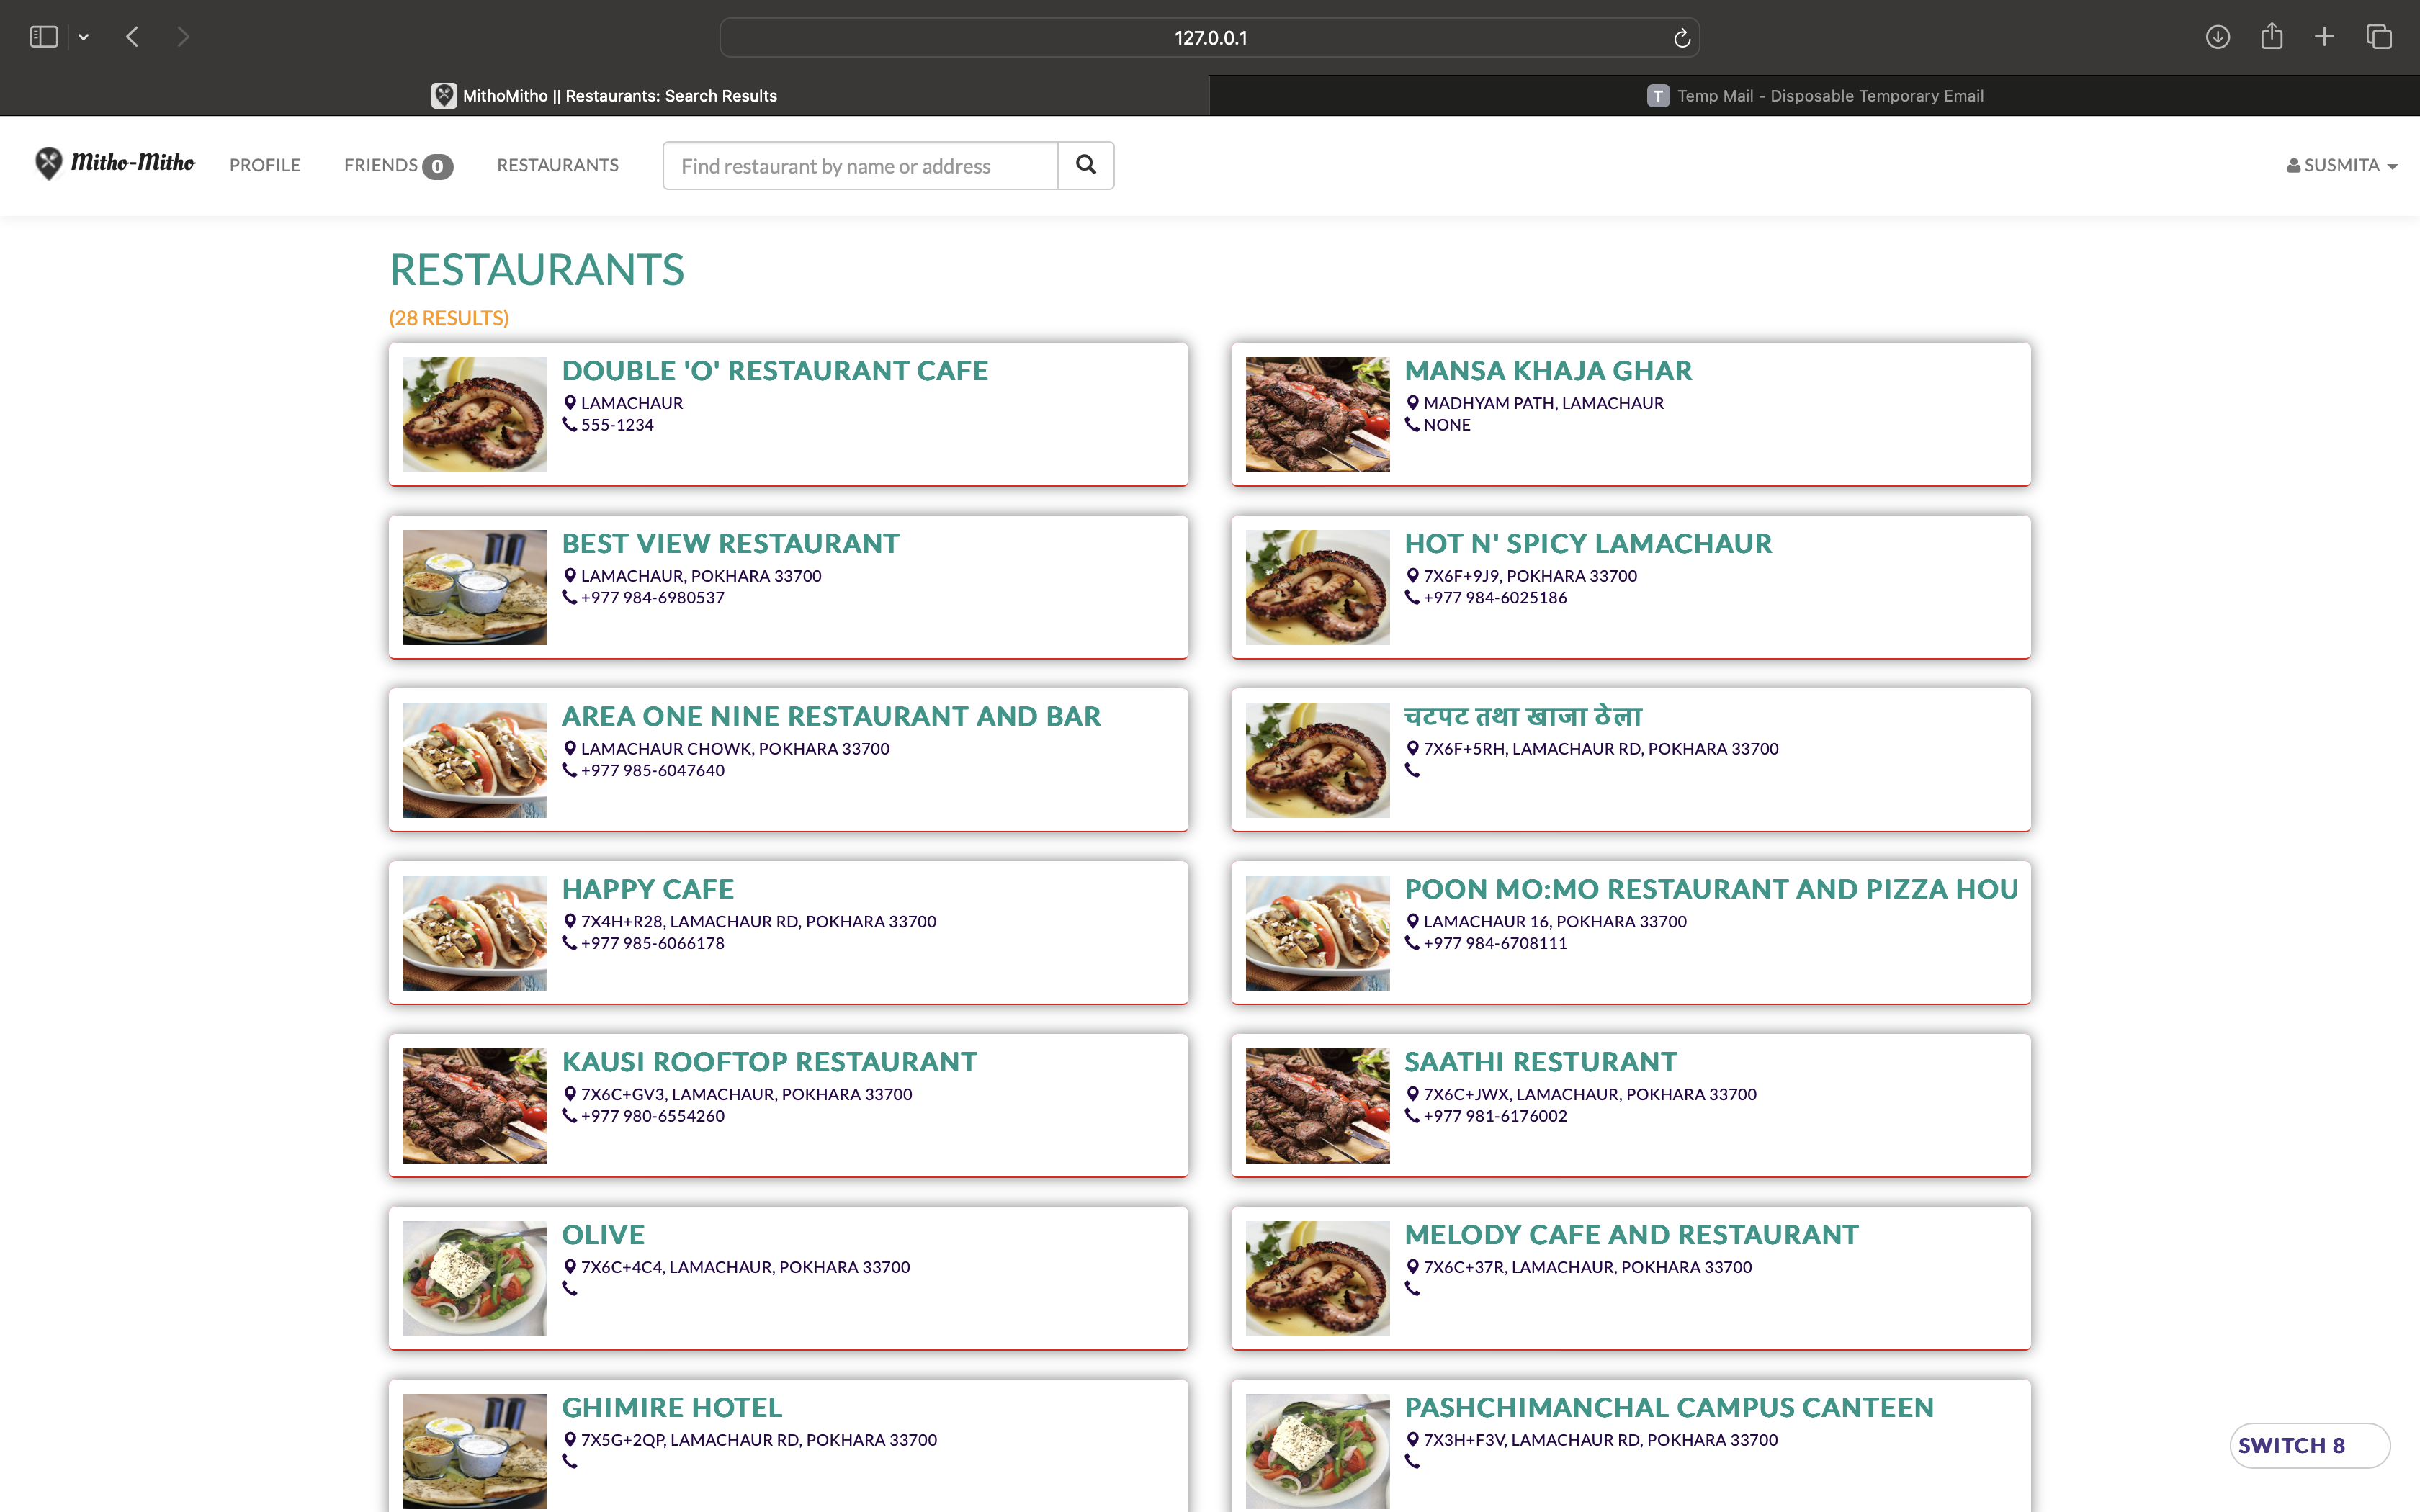 127.0.0.1
MithoMitho || Restaurants: Search Results
T Temp Mail - Disposable Temporary Email
Mitho-Mitho PROFILE FRIENDS 0 RESTAURANTS Find restaurant by name or address SUSMITA
RESTAURANTS
(28 RESULTS)
DOUBLE 'O' RESTAURANT CAFE
LAMACHAUR
555-1234
MANSA KHAJA GHAR
MADHYAM PATH, LAMACHAUR
NONE
BEST VIEW RESTAURANT
LAMACHAUR, POKHARA 33700
+977 984-6980537
HOT N' SPICY LAMACHAUR
7X6F+9J9, POKHARA 33700
+977 984-6025186
AREA ONE NINE RESTAURANT AND BAR
LAMACHAUR CHOWK, POKHARA 33700
+977 985-6047640
चटपट तथा खाजा ठेला
7X6F+5RH, LAMACHAUR RD, POKHARA 33700
HAPPY CAFE
7X4H+R28, LAMACHAUR RD, POKHARA 33700
+977 985-6066178
POON MO:MO RESTAURANT AND PIZZA HOU
LAMACHAUR 16, POKHARA 33700
+977 984-6708111
KAUSI ROOFTOP RESTAURANT
7X6C+GV3, LAMACHAUR, POKHARA 33700
+977 980-6554260
SAATHI RESTURANT
7X6C+JWX, LAMACHAUR, POKHARA 33700
+977 981-6176002
OLIVE
7X6C+4C4, LAMACHAUR, POKHARA 33700
MELODY CAFE AND RESTAURANT
7X6C+37R, LAMACHAUR, POKHARA 33700
GHIMIRE HOTEL
7X5G+2QP, LAMACHAUR RD, POKHARA 33700
PASHCHIMANCHAL CAMPUS CANTEEN
7X3H+F3V, LAMACHAUR RD, POKHARA 33700
SWITCH 8